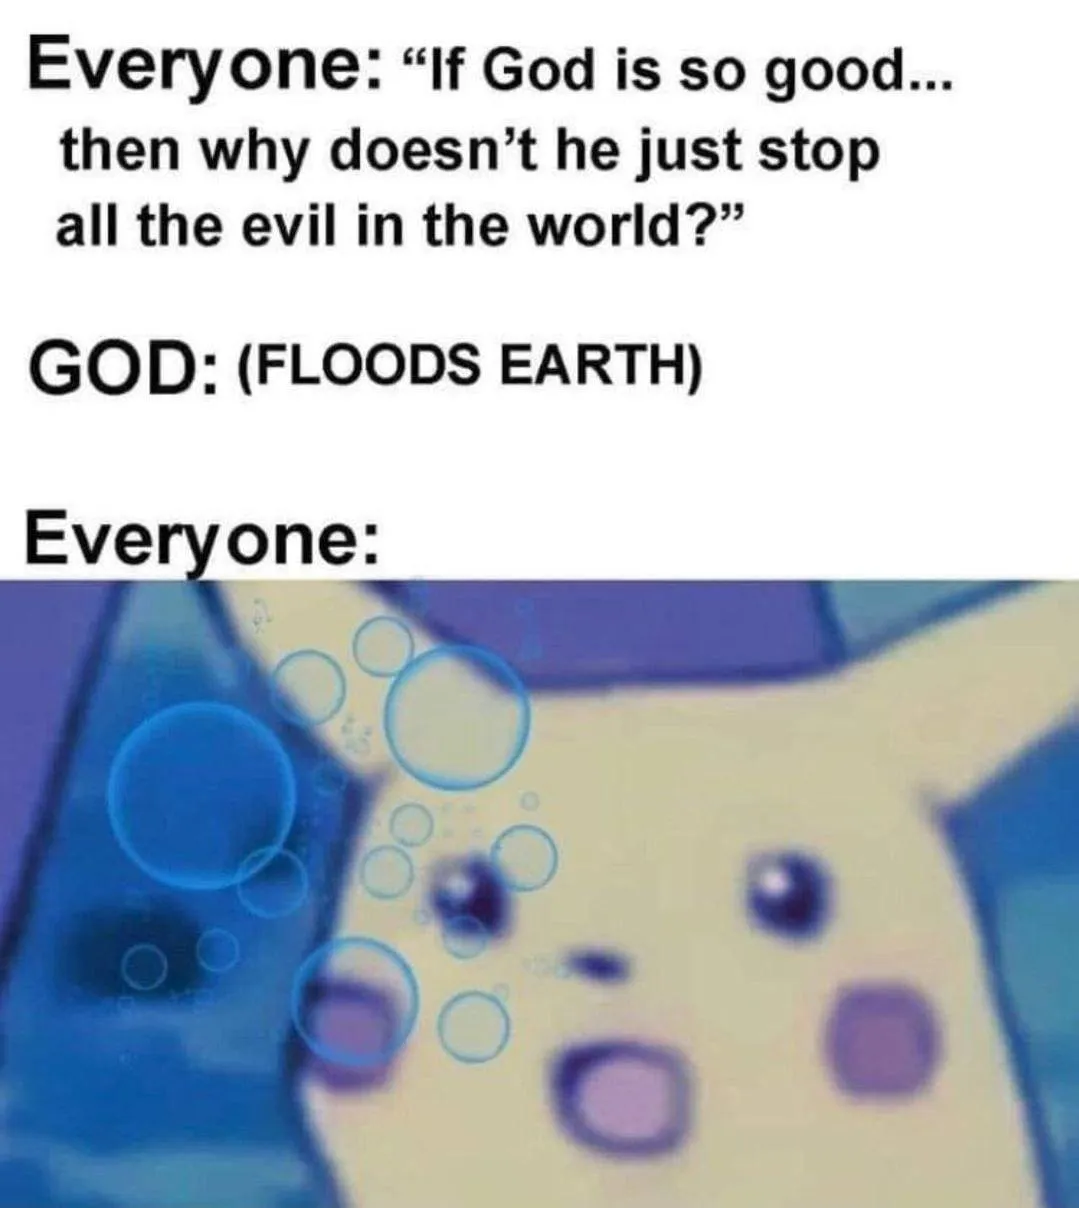 Everyone: “If God is so good...
then why doesn’t he just stop
all the evil in the world?”
GOD: (FLOODS EARTH)
Everyone: